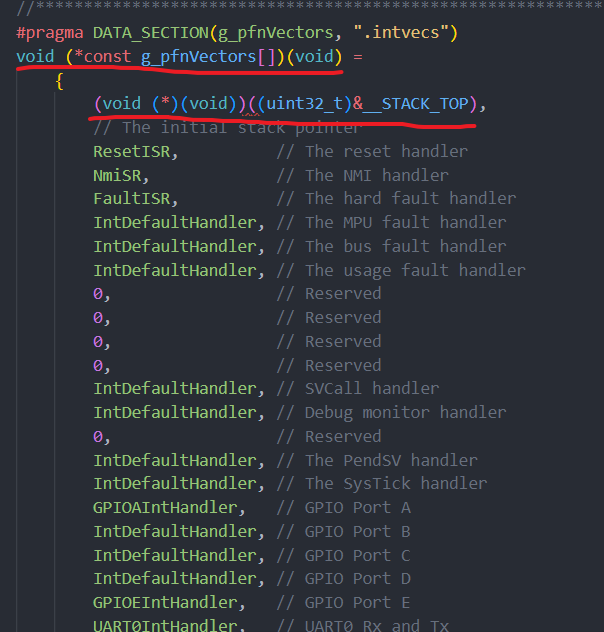 //*********************************************************
#pragma DATA_SECTION(g_pfnVectors, ".intvecs")
void (*const g_pfnVectors[])(void) =
{
(void (*)(void))((uint32_t)&__STACK_TOP),
// The initial stack pointer
ResetISR, // The reset handler
NmiSR, // The NMI handler
FaultISR, // The hard fault handler
IntDefaultHandler, // The MPU fault handler
IntDefaultHandler, // The bus fault handler
IntDefaultHandler, // The usage fault handler
0, // Reserved
0, // Reserved
0, // Reserved
0, // Reserved
IntDefaultHandler, // SVCall handler
IntDefaultHandler, // Debug monitor handler
0, // Reserved
IntDefaultHandler, // The PendSV handler
IntDefaultHandler, // The SysTick handler
GPIOAIntHandler, // GPIO Port A
IntDefaultHandler, // GPIO Port B
IntDefaultHandler, // GPIO Port C
IntDefaultHandler, // GPIO Port D
GPIOEIntHandler, // GPIO Port E
UART0IntHandler, // UART0 Rx and Tx